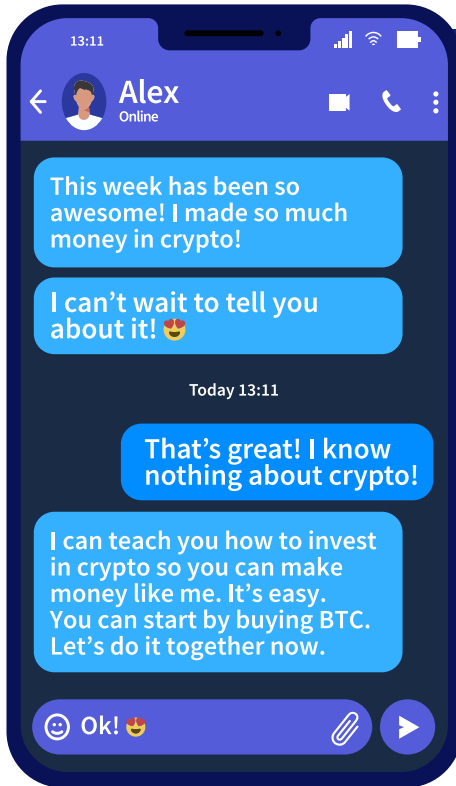 13:11
Alex
Online
This week has been so
awesome! I made so much
money in crypto!
I can’t wait to tell you
about it! 😍
Today 13:11
That’s great! I know
nothing about crypto!
I can teach you how to invest
in crypto so you can make
money like me. It’s easy.
You can start by buying BTC.
Let’s do it together now.
Ok! 😍